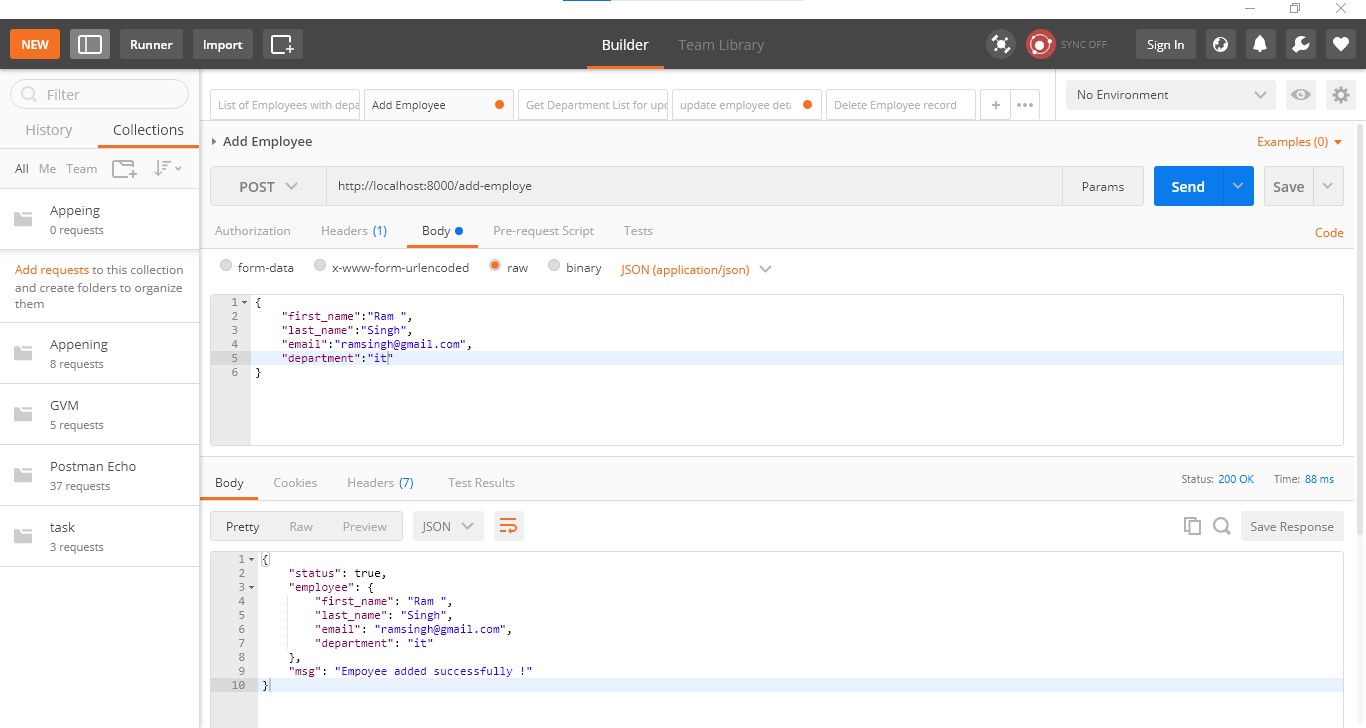 NEW Runner Import Builder Team Library SYNC OFF Sign In
Filter
History Collections
All Me Team
Appeing
0 requests
Add requests to this collection
and create folders to organize
them
Appening
8 requests
GVM
5 requests
Postman Echo
37 requests
task
3 requests
List of Employees with depa Add Employee Get Department List for upd update employee deta Delete Employee record + ••• No Environment
Add Employee Examples (0)
POST http://localhost:8000/add-employe Params Send Save
Authorization Headers (1) Body Pre-request Script Tests Code
form-data x-www-form-urlencoded raw binary JSON (application/json)
1 {
2 "first_name":"Ram ",
3 "last_name":"Singh",
4 "email":"ramsingh@gmail.com",
5 "department":"it"
6 }
Body Cookies Headers (7) Test Results Status: 200 OK Time: 88 ms
Pretty Raw Preview JSON Save Response
1 {
2 "status": true,
3 "employee": {
4 "first_name": "Ram ",
5 "last_name": "Singh",
6 "email": "ramsingh@gmail.com",
7 "department": "it"
8 },
9 "msg": "Empoyee added successfully !"
10 }